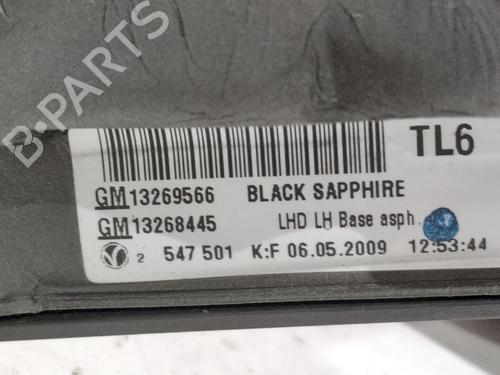 B-PARTS
TL6
GM13269566 BLACK SAPPHIRE
GM13268445 LHD LH Base asph.
2 547 501 K:F 06.05.2009 12:53:44